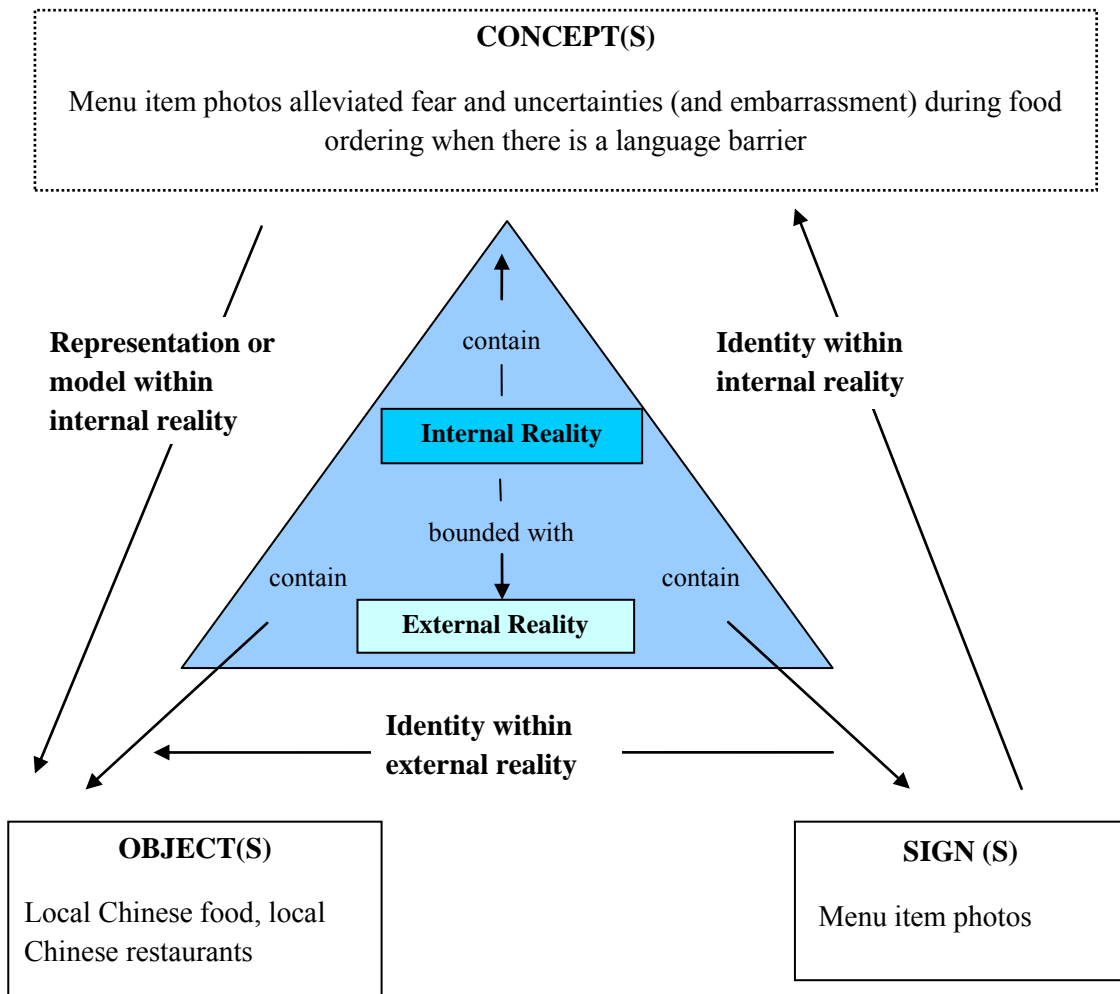 CONCEPT(S)
Menu item photos alleviated fear and uncertainties (and embarrassment) during food
ordering when there is a language barrier
Representation or
model within
internal reality
contain
Identity within
internal reality
Internal Reality
bounded with
contain
contain
External Reality
Identity within
external reality
OBJECT(S)
Local Chinese food, local
Chinese restaurants
SIGN (S)
Menu item photos